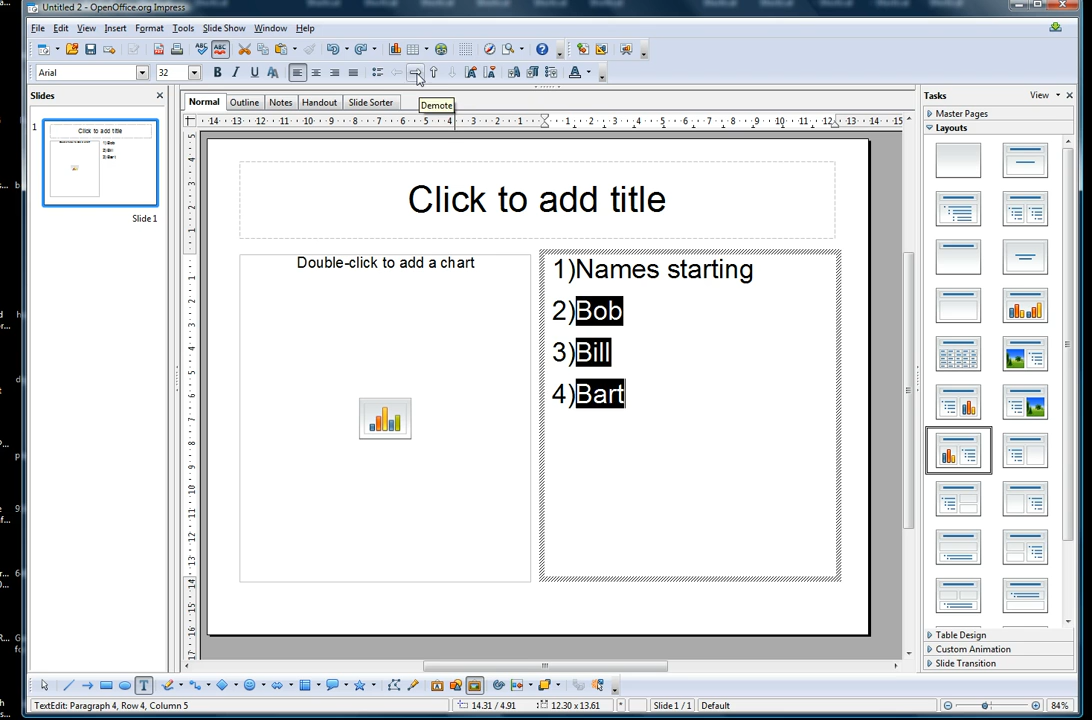 Untitled 2 - OpenOffice.org Impress
File Edit View Insert Format Tools Slide Show Window Help
Arial 32
Demote
Slides
Normal Outline Notes Handout Slide Sorter
Tasks View
Master Pages
Layouts
1
Slide 1
Click to add title
Double-click to add a chart
1)Names starting
2)Bob
3)Bill
4)Bart
Table Design
Custom Animation
Slide Transition
TextEdit: Paragraph 4, Row 4, Column 5 14.31 / 4.91 12.30 x 13.61 * Slide 1 / 1 Default 84%